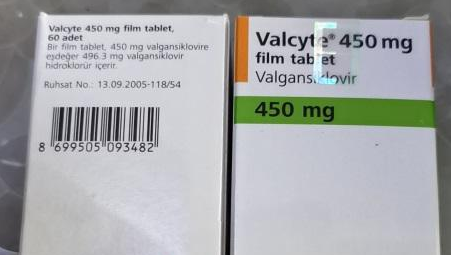 Valcyte 450 mg film tablet,
60 adet
Bir film tablet, 450 mg valgansiklovire
eşdeğer 496.3 mg valgansiklovir
hidroklorür içerir.
Ruhsat No.: 13.09.2005-118/54
8 699505 093482
Valcyte® 450 mg
film tablet
Valgansiklovir
450 mg